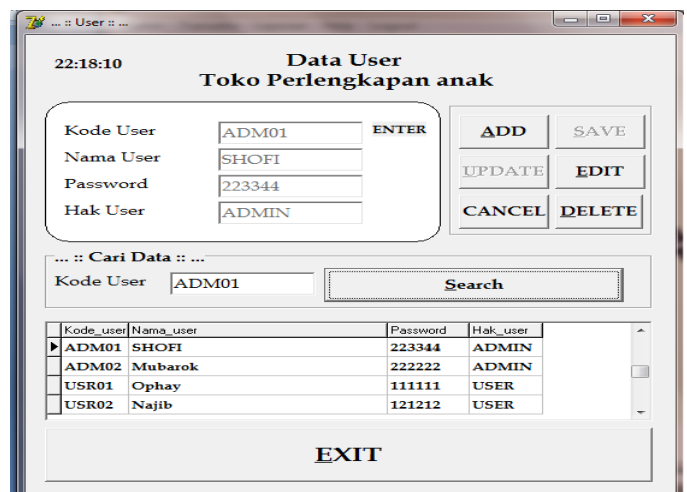 ... :: User :: ...
22:18:10
Data User
Toko Perlengkapan anak
Kode User ADM01 ENTER
Nama User SHOFI
Password 223344
Hak User ADMIN
ADD SAVE
UPDATE EDIT
CANCEL DELETE
... :: Cari Data :: ...
Kode User ADM01 Search
Kode_user Nama_user Password Hak_user
ADM01 SHOFI 223344 ADMIN
ADM02 Mubarok 222222 ADMIN
USR01 Ophay 111111 USER
USR02 Najib 121212 USER
EXIT